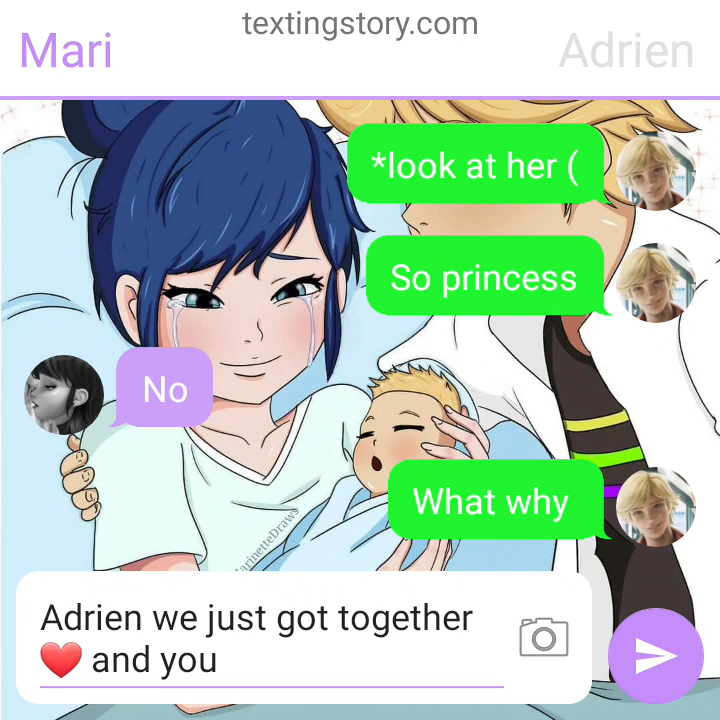 textingstory.com
Mari
Adrien
*look at her (
So princess
No
What why
arinetteDraws
Adrien we just got together
❤️ and you